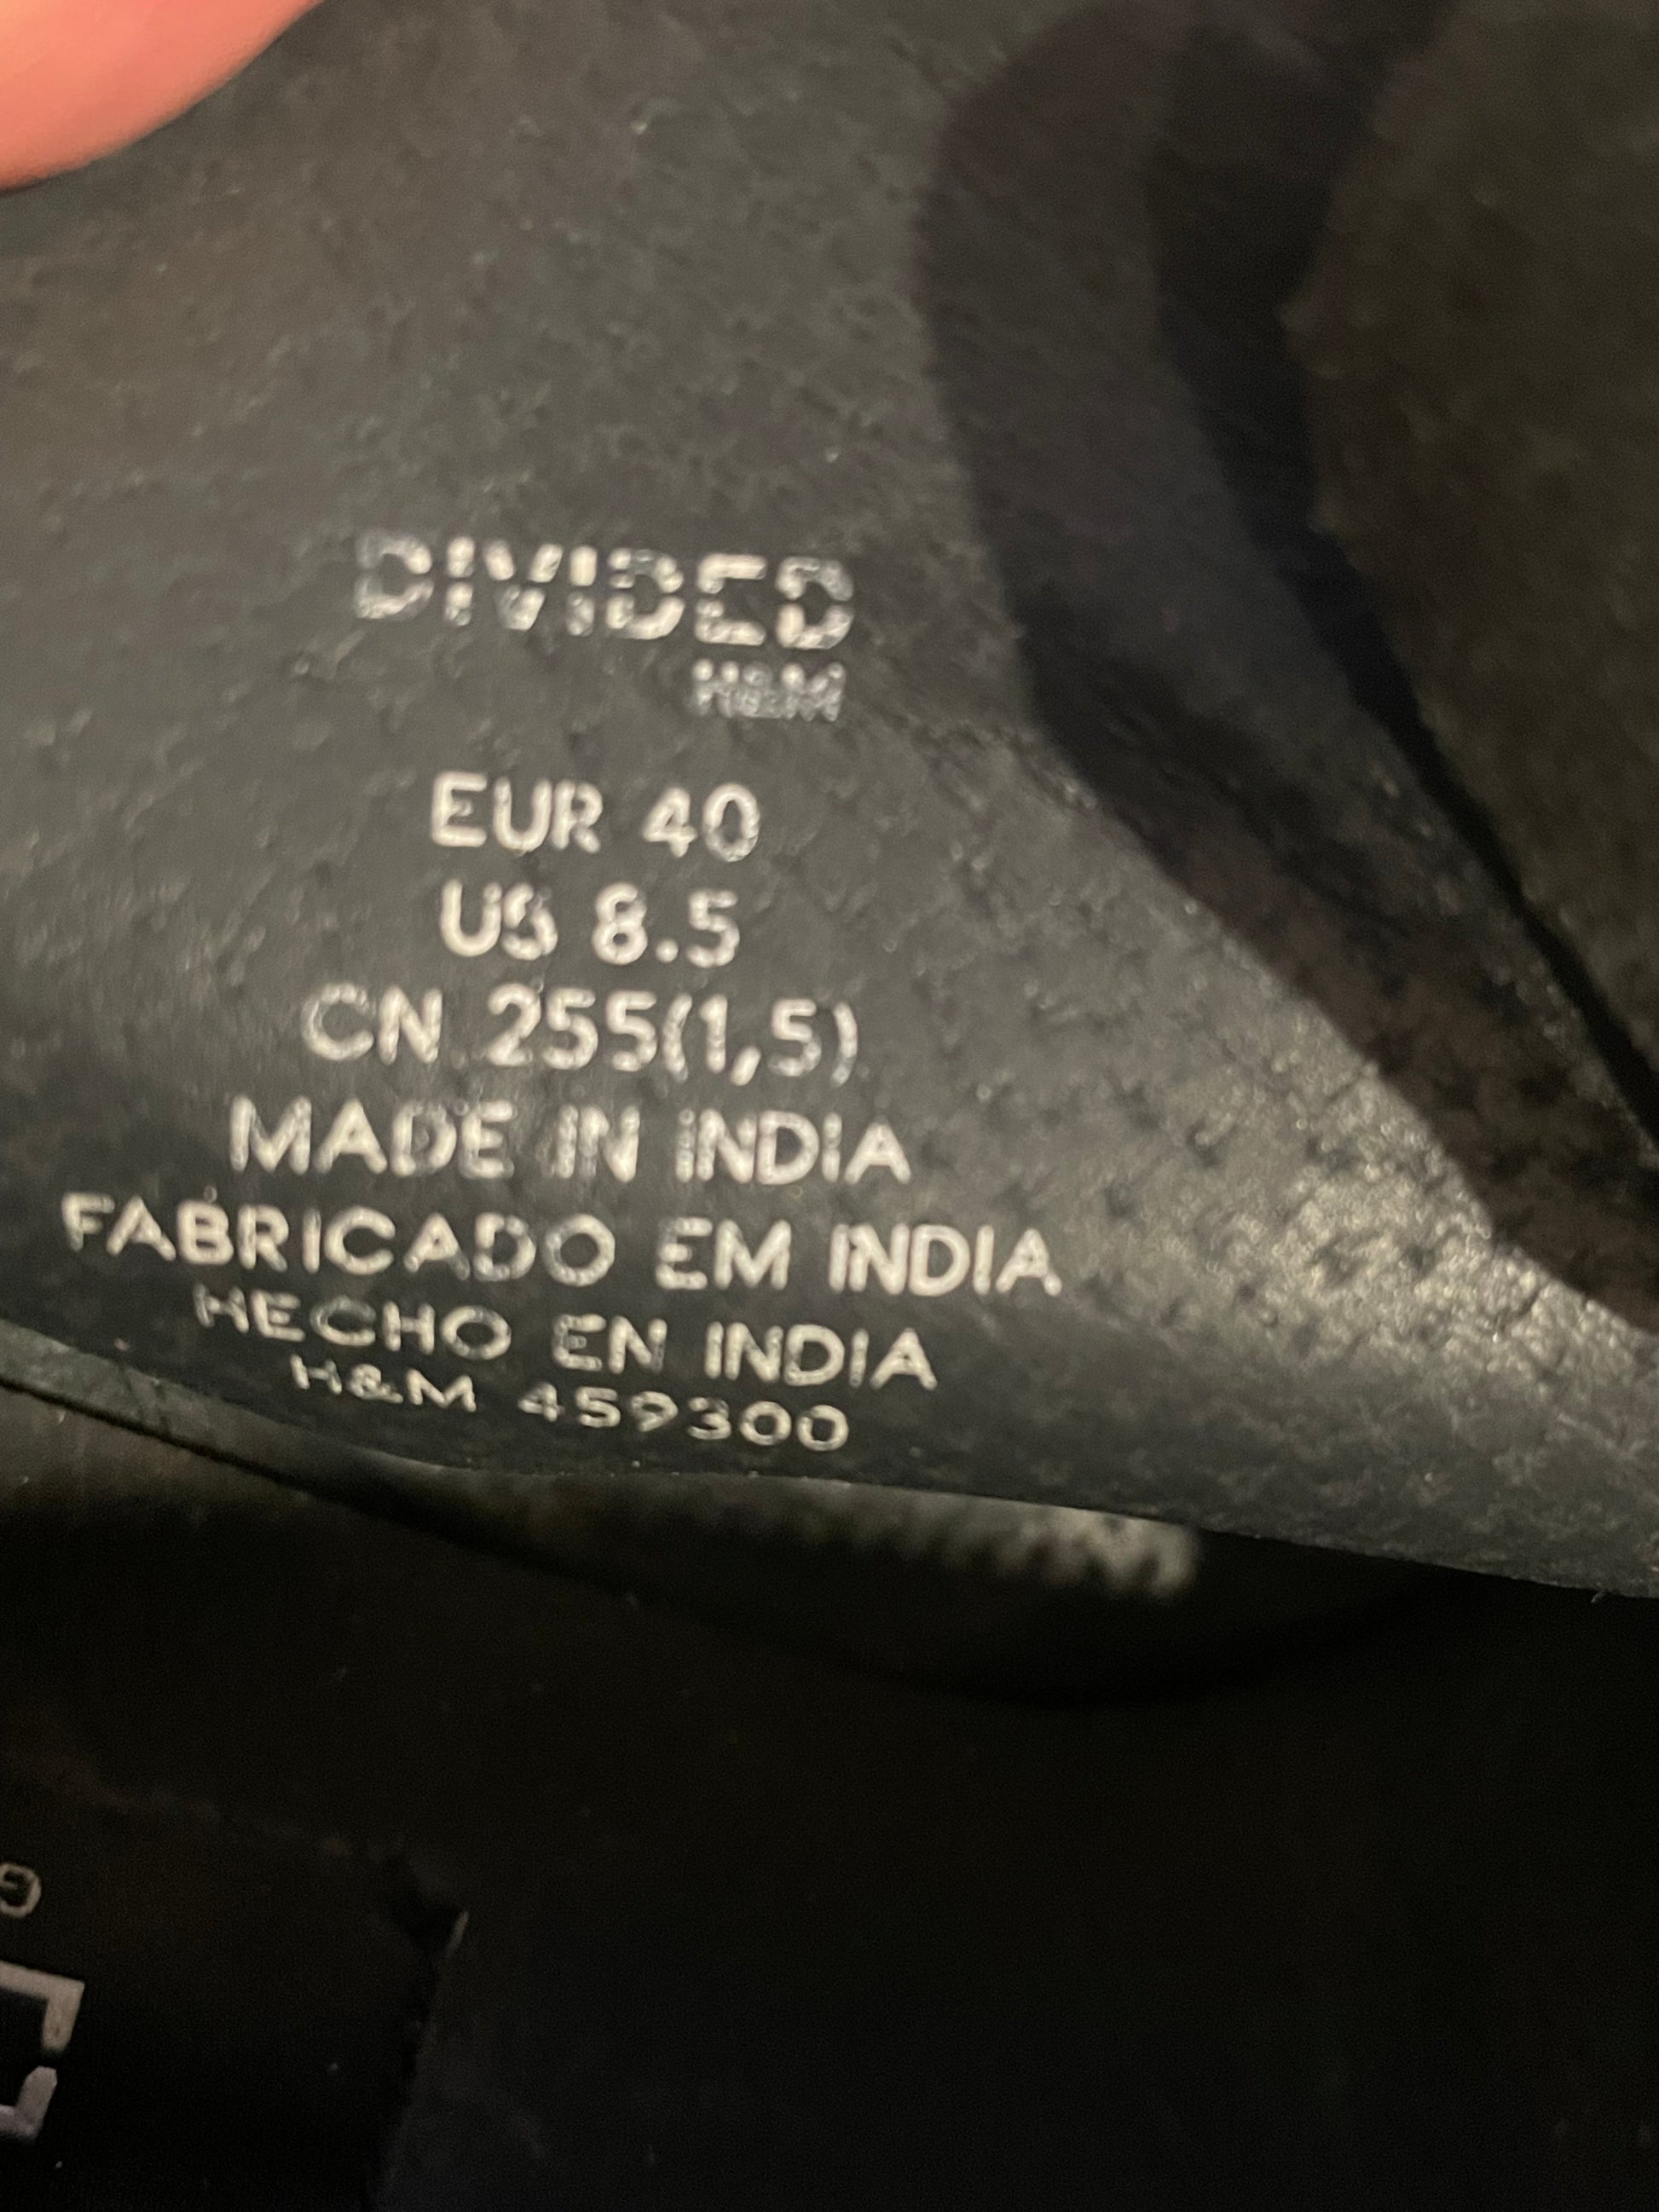 DIVIDED
H&M
EUR 40
US 8.5
CN 255(1,5)
MADE IN INDIA
FABRICADO EM INDIA
HECHO EN INDIA
H&M 459300